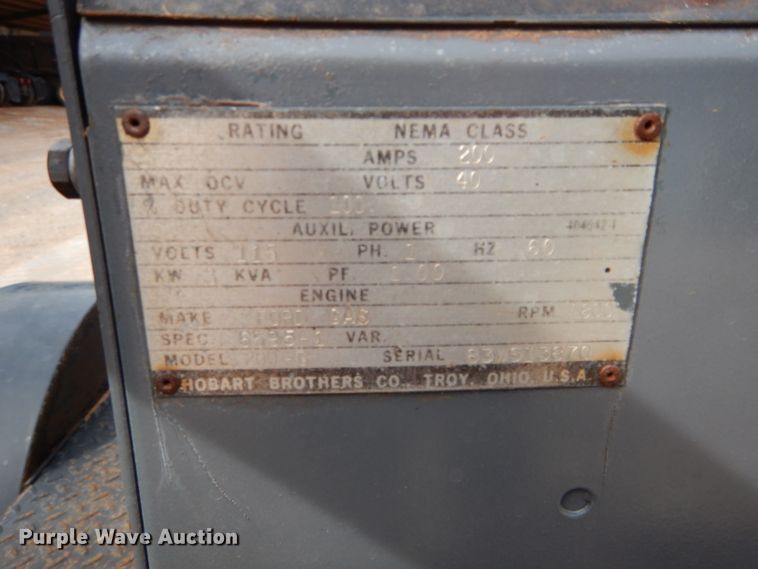 RATING NEMA CLASS
AMPS 200
MAX OCV VOLTS 40
% DUTY CYCLE 100
AUXIL. POWER
VOLTS 115 PH. 1 HZ 60
KW KVA PF 1.00
ENGINE
MAKE GAS RPM
SPEC. VAR.
MODEL SERIAL
HOBART BROTHERS CO., TROY, OHIO, U.S.A.
Purple Wave Auction